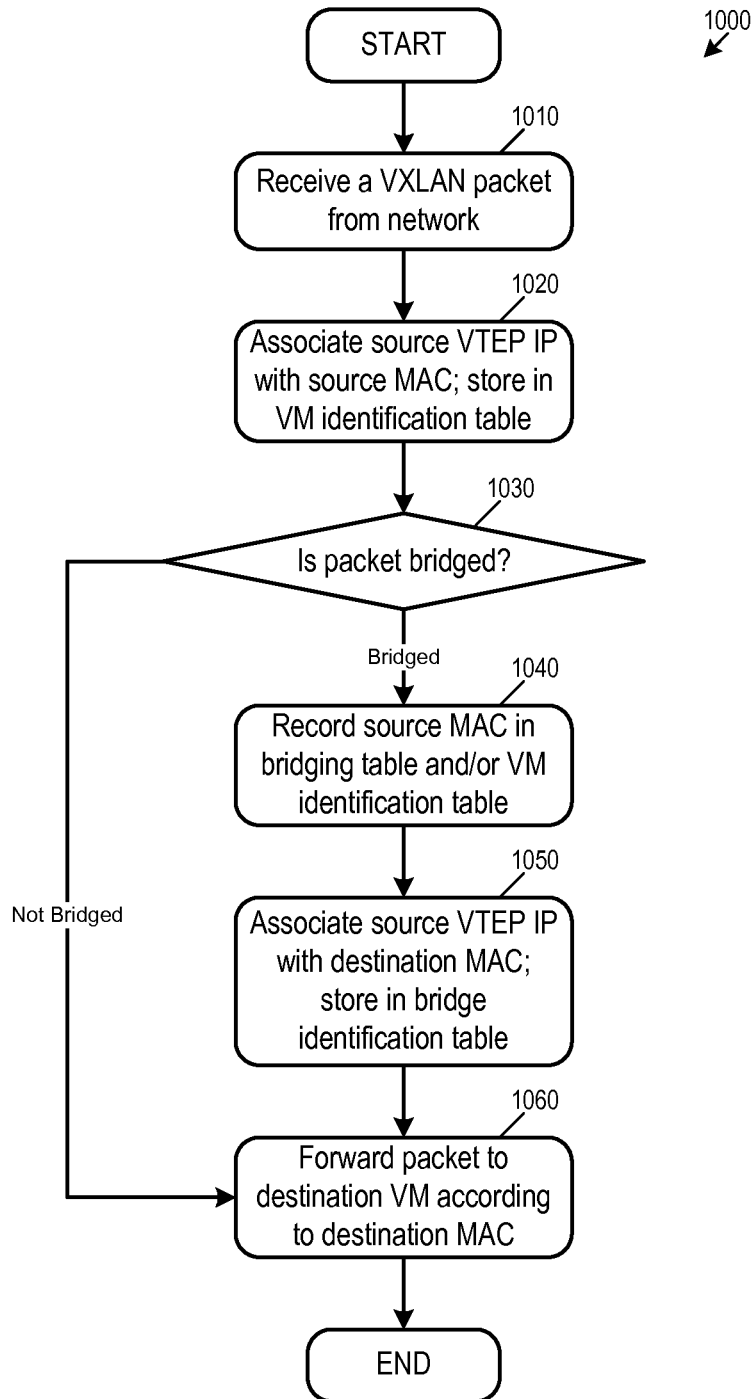 1000
START
1010
Receive a VXLAN packet
from network
1020
Associate source VTEP IP
with source MAC; store in
VM identification table
1030
Is packet bridged?
Bridged
1040
Record source MAC in
bridging table and/or VM
identification table
Not Bridged
1050
Associate source VTEP IP
with destination MAC;
store in bridge
identification table
1060
Forward packet to
destination VM according
to destination MAC
END